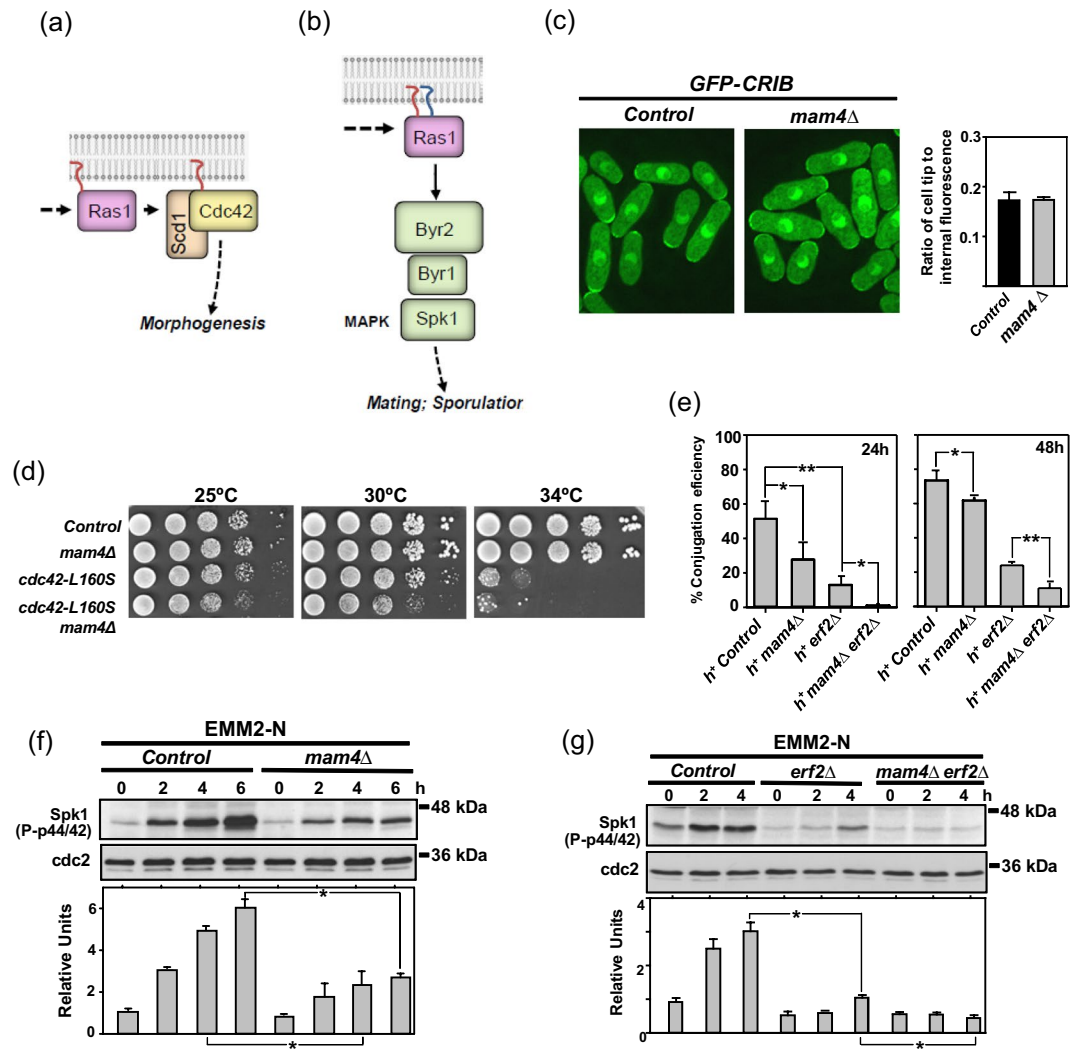 (a)
Ras1
Scd1
Cdc42
Morphogenesis
(b)
Ras1
Byr2
Byr1
MAPK
Spk1
Mating; Sporulatior
(c)
GFP-CRIB
Control
mam4Δ
Ratio of cell tip to
internal fluorescence
0.3
0.2
0.1
Control
mam4 Δ
(d)
25ºC
30ºC
34ºC
Control
mam4Δ
cdc42-L160S
cdc42-L160S
mam4Δ
(e)
% Conjugation eficiency
100
80
60
40
20
0
24h
**
*
*
h+ Control
h+ mam4Δ
h+ erf2Δ
h+ mam4Δ erf2Δ
48h
*
**
h+ Control
h+ mam4Δ
h+ erf2Δ
h+ mam4Δ erf2Δ
(f)
EMM2-N
Control
mam4Δ
0 2 4 6 0 2 4 6 h
48 kDa
Spk1
(P-p44/42)
cdc2
36 kDa
Relative Units
6
4
2
0
*
*
(g)
EMM2-N
Control
erf2Δ
mam4Δ erf2Δ
0 2 4 0 2 4 0 2 4 h
48 kDa
Spk1
(P-p44/42)
cdc2
36 kDa
Relative Units
4
2
0
*
*